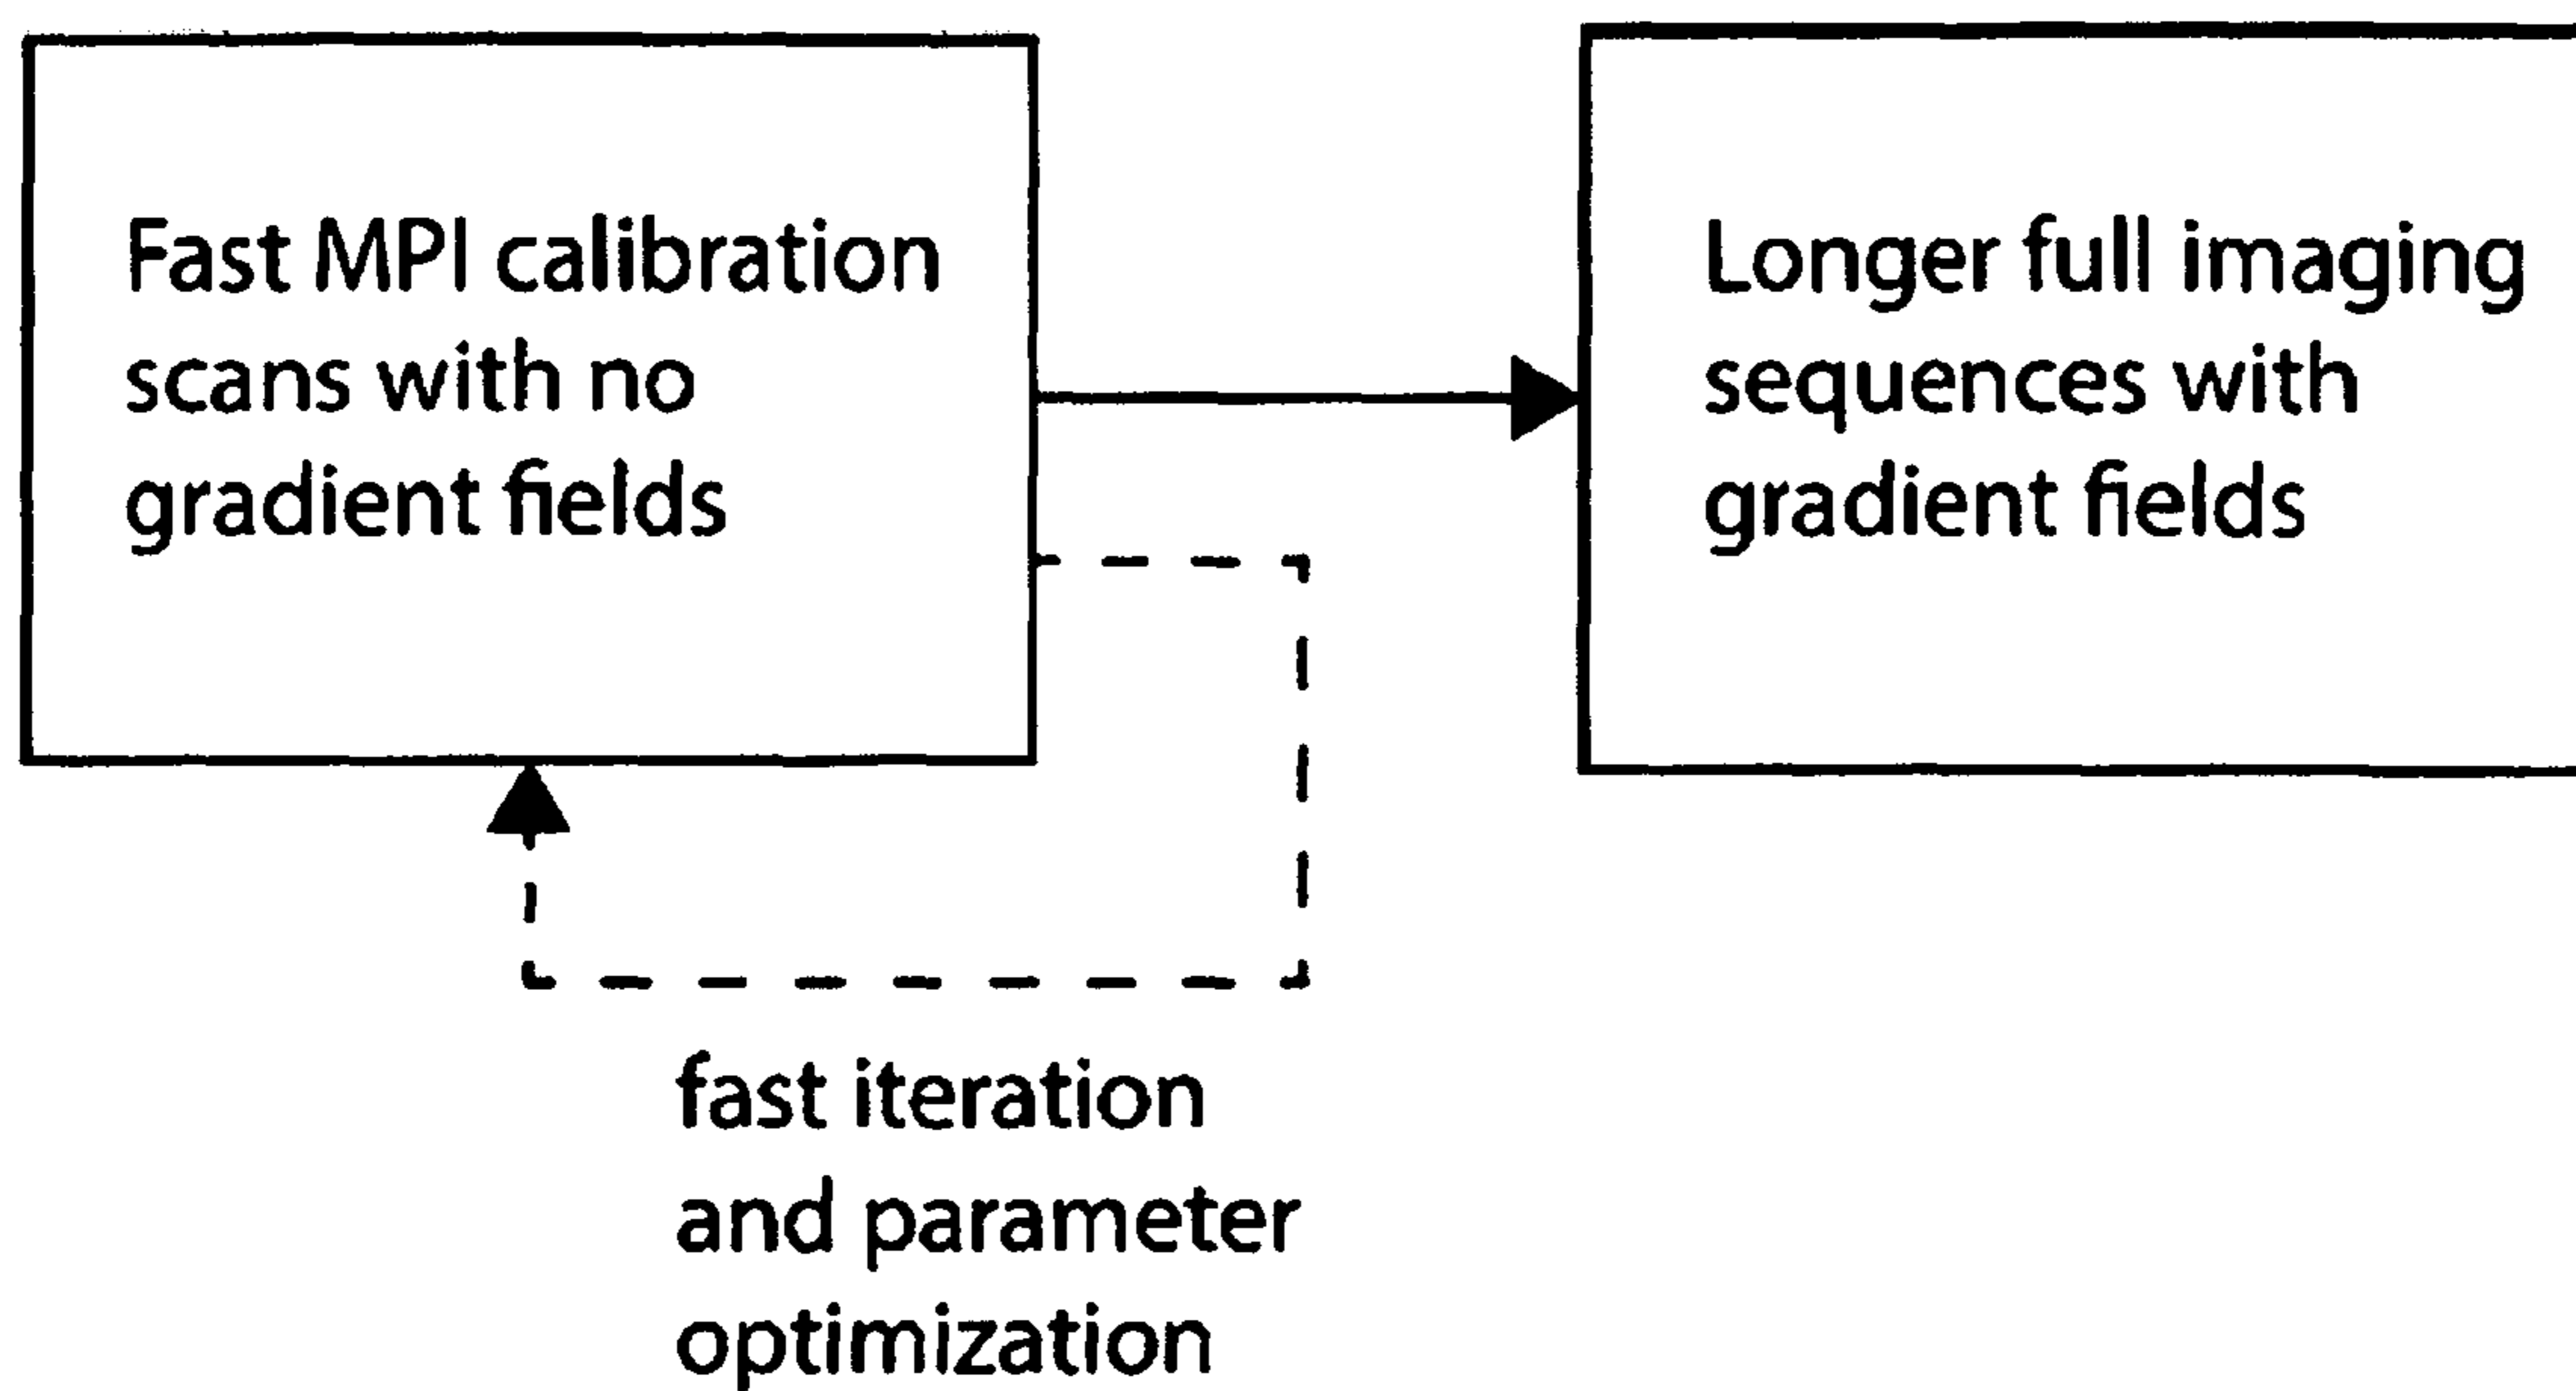 Fast MPI calibration
scans with no
gradient fields
Longer full imaging
sequences with
gradient fields
fast iteration
and parameter
optimization